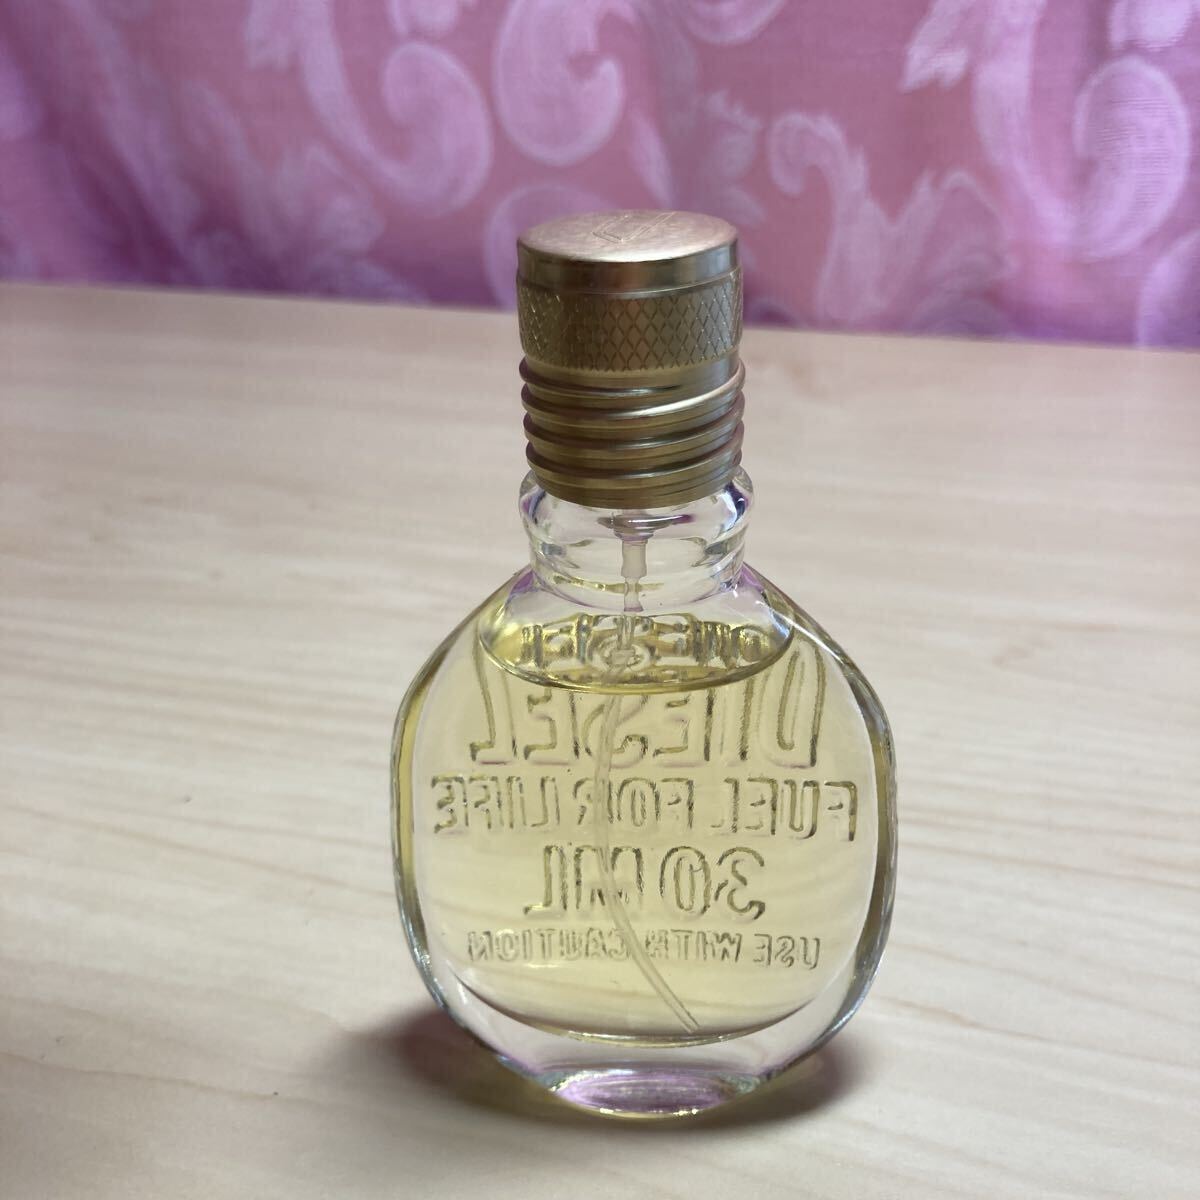 DIESEL
FUEL FOR LIFE
30 ML
USE WITH CAUTION